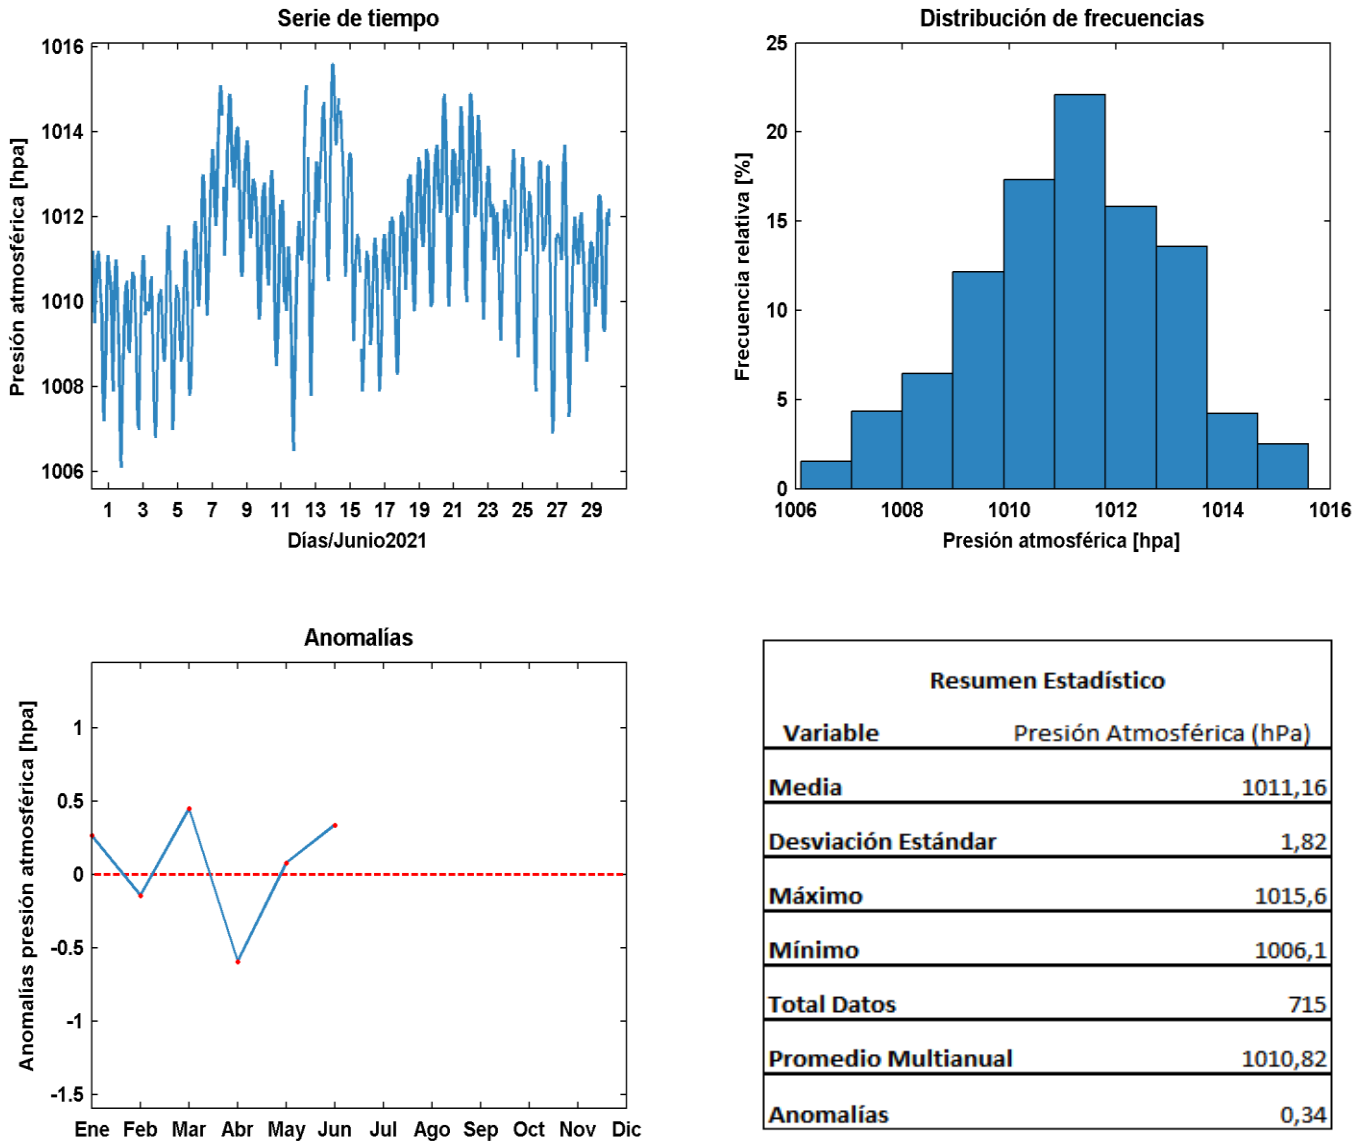 Serie de tiempo
Presión atmosférica [hpa]
1016
1014
1012
1010
1008
1006
1 3 5 7 9 11 13 15 17 19 21 23 25 27 29
Días/Junio2021
Distribución de frecuencias
Frecuencia relativa [%]
25
20
15
10
5
0
1006 1008 1010 1012 1014 1016
Presión atmosférica [hpa]
Anomalías
Anomalías presión atmosférica [hpa]
1
0.5
0
-0.5
-1
-1.5
Ene Feb Mar Abr May Jun Jul Ago Sep Oct Nov Dic
Resumen Estadístico
Variable Presión Atmosférica (hPa)
Media 1011,16
Desviación Estándar 1,82
Máximo 1015,6
Mínimo 1006,1
Total Datos 715
Promedio Multianual 1010,82
Anomalías 0,34